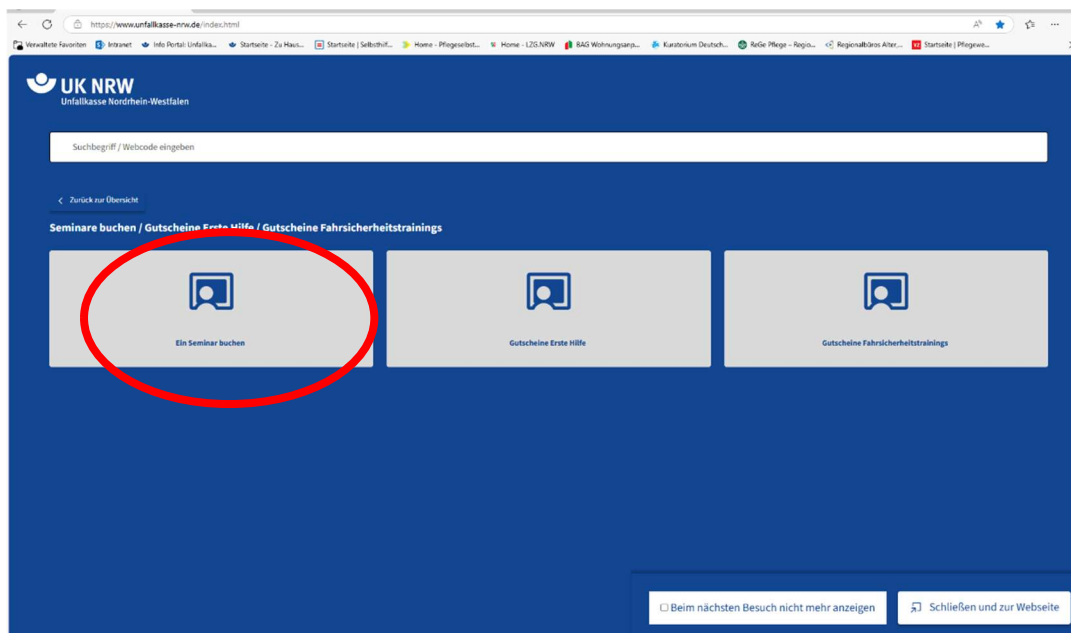 https://www.unfallkasse-nrw.de/index.html
Verwaltete Favoriten Intranet Info Portal: Unfallka... Startseite - Zu Haus... Startseite | Selbsthilf... Home - Pflegeselbst... Home - LZG.NRW BAG Wohnungsanp... Kuratorium Deutsch... ReGe Pflege – Regio... Regionalbüros Alter,... Startseite | Pflegewe...
UK NRW
Unfallkasse Nordrhein-Westfalen
Suchbegriff / Webcode eingeben
Zurück zur Übersicht
Seminare buchen / Gutscheine Erste Hilfe / Gutscheine Fahrsicherheitstrainings
Ein Seminar buchen
Gutscheine Erste Hilfe
Gutscheine Fahrsicherheitstrainings
Beim nächsten Besuch nicht mehr anzeigen
Schließen und zur Webseite